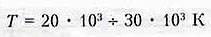 T = 20 · 10³ ÷ 30 · 10³ K